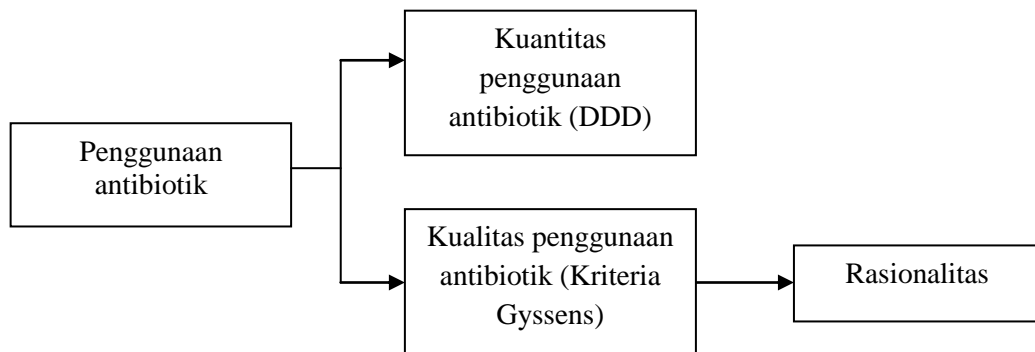 Penggunaan
antibiotik
Kuantitas
penggunaan
antibiotik (DDD)
Kualitas penggunaan
antibiotik (Kriteria
Gyssens)
Rasionalitas